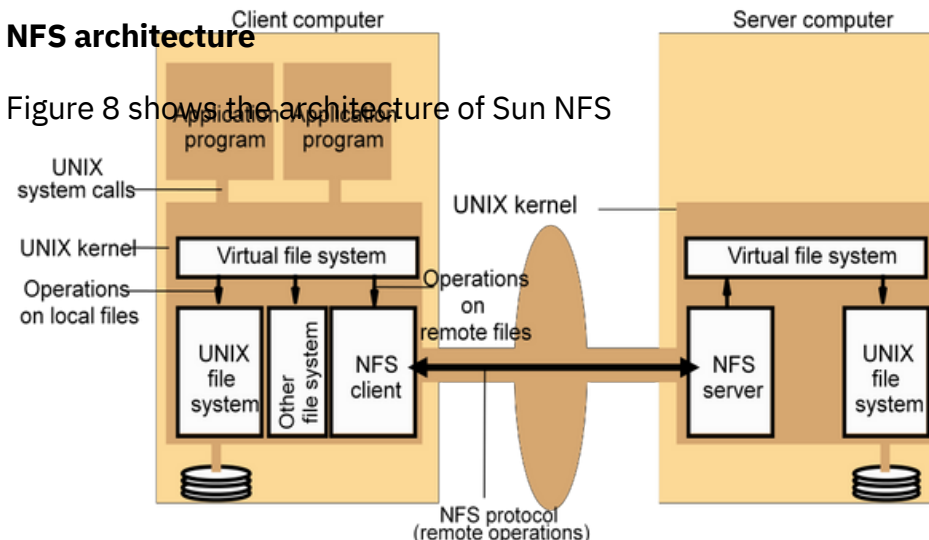 Client computer
Server computer
NFS architecture
Figure 8 shows the architecture of Sun NFS
Application
program
Application
program
UNIX
system calls
UNIX kernel
UNIX kernel
Virtual file system
Virtual file system
Operations
on local files
Operations
on
remote files
UNIX
file
system
Other
file system
NFS
client
NFS
server
UNIX
file
system
NFS protocol
(remote operations)